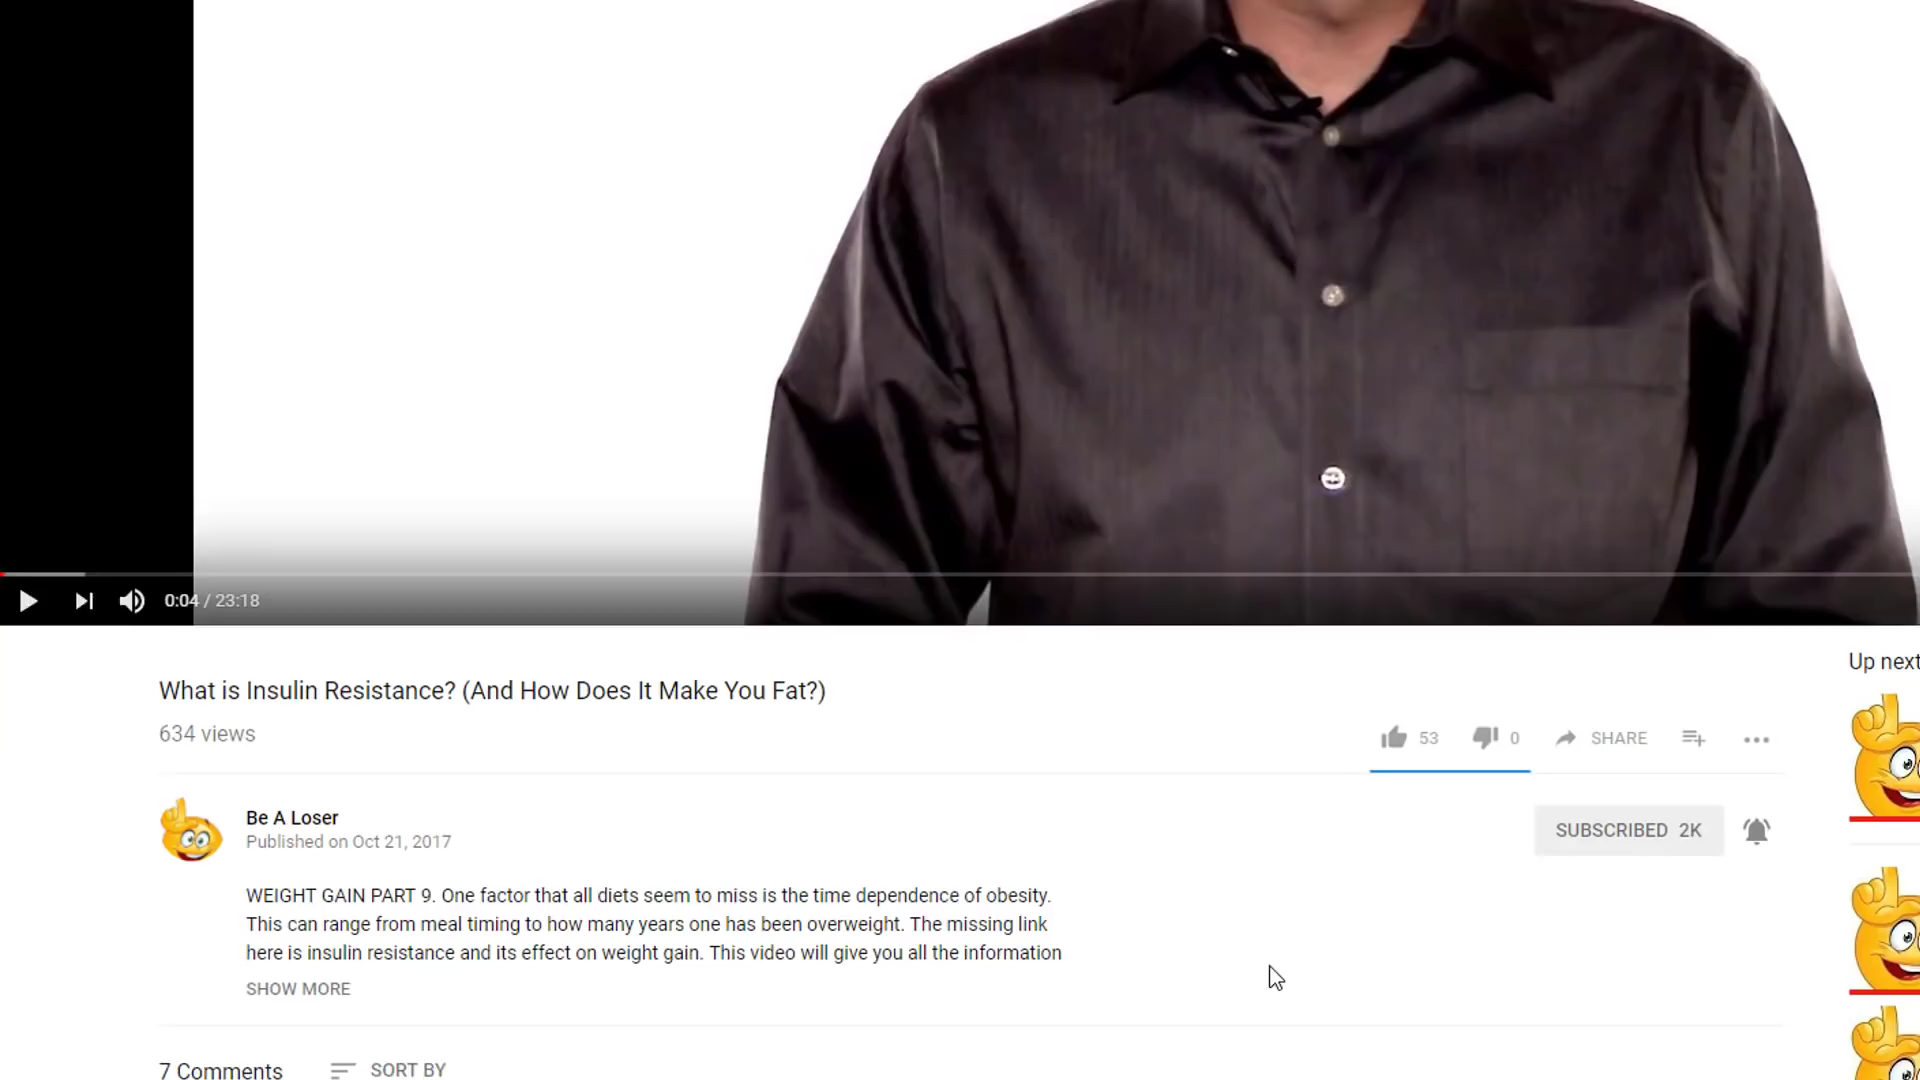 0:04 / 23:18
What is Insulin Resistance? (And How Does It Make You Fat?)
634 views
53
0
SHARE
Up next
Be A Loser
Published on Oct 21, 2017
SUBSCRIBED 2K
WEIGHT GAIN PART 9. One factor that all diets seem to miss is the time dependence of obesity.
This can range from meal timing to how many years one has been overweight. The missing link
here is insulin resistance and its effect on weight gain. This video will give you all the information
SHOW MORE
7 Comments
SORT BY